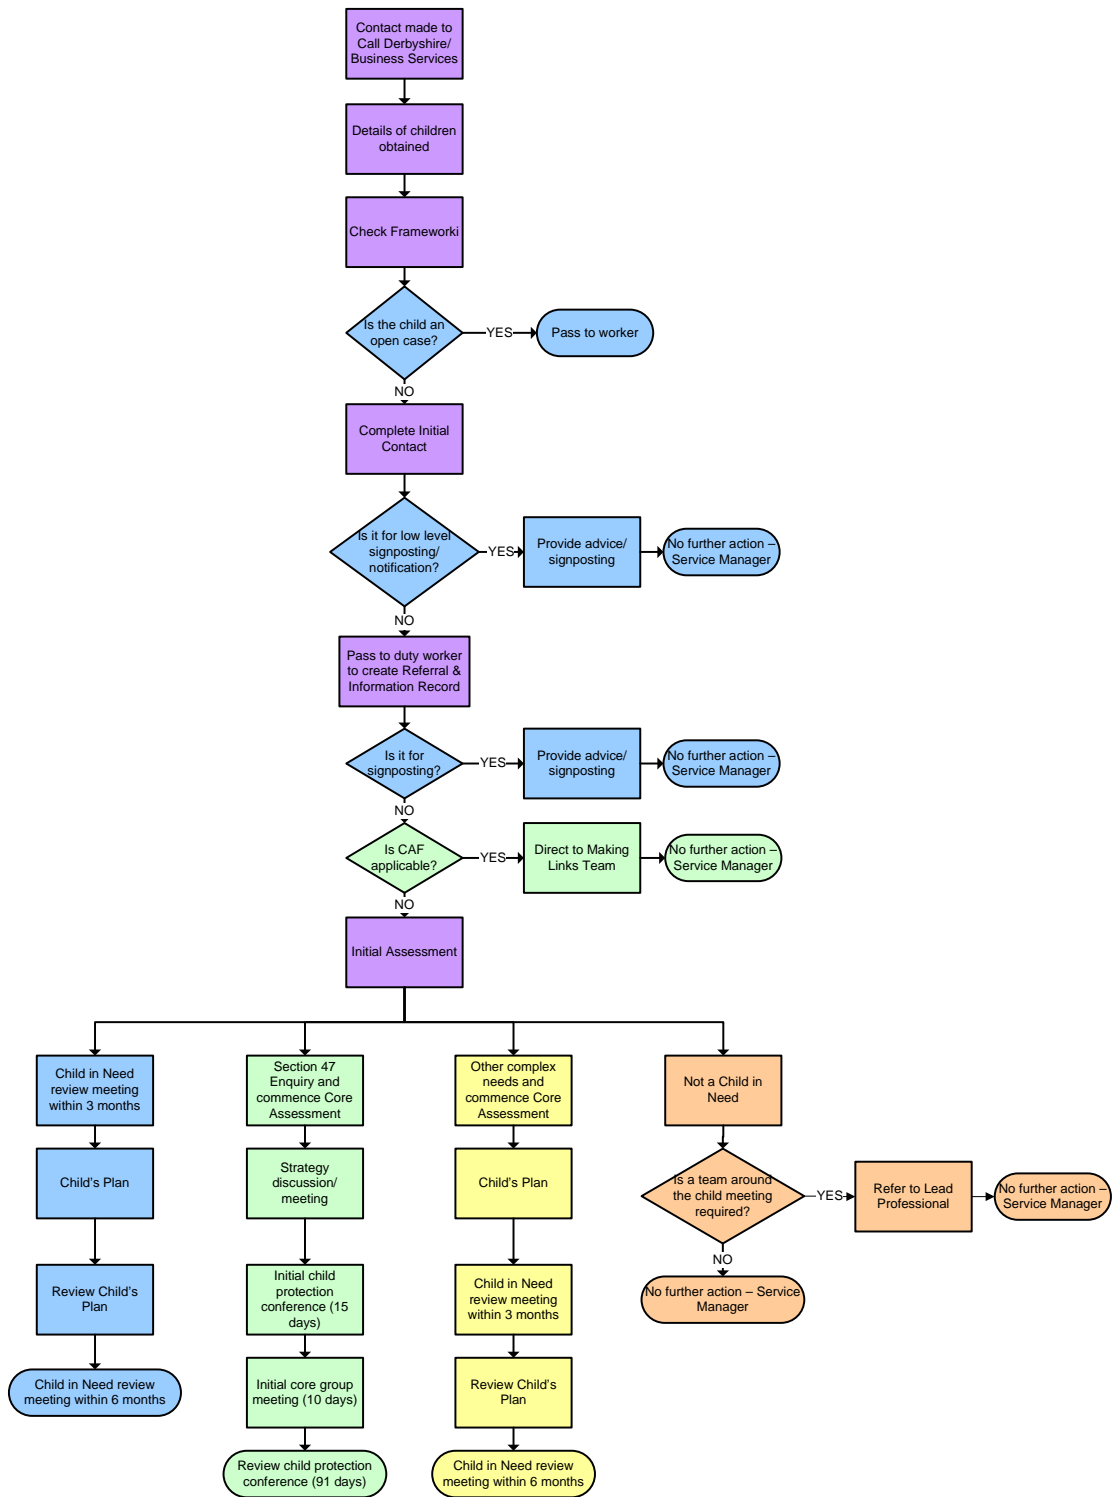 Contact made to
Call Derbyshire/
Business Services
Details of children
obtained
Check Frameworki
Is the child an
open case?
YES
Pass to worker
NO
Complete Initial
Contact
Is it for low level
signposting/
notification?
YES
Provide advice/
signposting
No further action –
Service Manager
NO
Pass to duty worker
to create Referral &
Information Record
Is it for
signposting?
YES
Provide advice/
signposting
No further action –
Service Manager
NO
Is CAF
applicable?
YES
Direct to Making
Links Team
No further action –
Service Manager
NO
Initial Assessment
Child in Need
review meeting
within 3 months
Child's Plan
Review Child's
Plan
Child in Need review
meeting within 6 months
Section 47
Enquiry and
commence Core
Assessment
Strategy
discussion/
meeting
Initial child
protection
conference (15
days)
Initial core group
meeting (10 days)
Review child protection
conference (91 days)
Other complex
needs and
commence Core
Assessment
Child's Plan
Child in Need
review meeting
within 3 months
Review Child's
Plan
Child in Need review
meeting within 6 months
Not a Child in
Need
Is a team around
the child meeting
required?
YES
Refer to Lead
Professional
No further action –
Service Manager
NO
No further action – Service
Manager